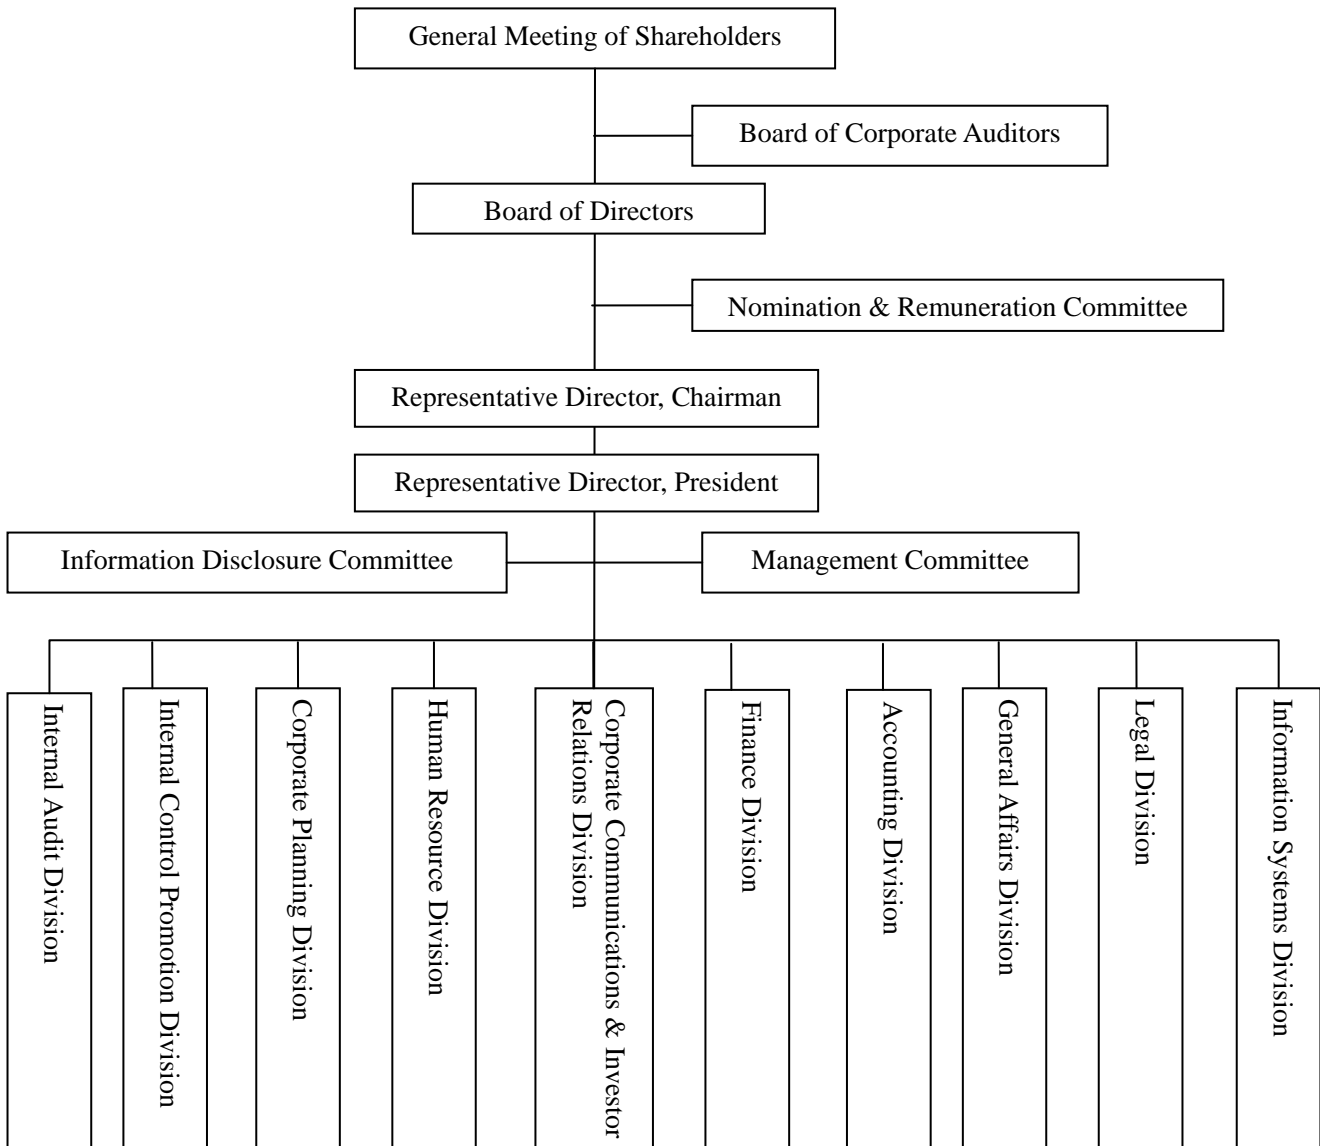 General Meeting of Shareholders
Board of Corporate Auditors
Board of Directors
Nomination & Remuneration Committee
Representative Director, Chairman
Representative Director, President
Information Disclosure Committee
Management Committee
Internal Audit Division
Internal Control Promotion Division
Corporate Planning Division
Human Resource Division
Corporate Communications & Investor
Relations Division
Finance Division
Accounting Division
General Affairs Division
Legal Division
Information Systems Division